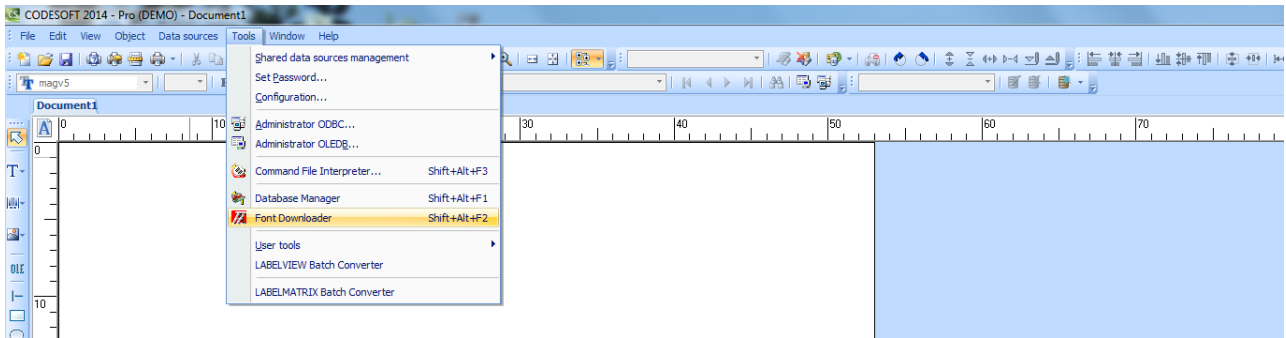 CODESOFT 2014 - Pro (DEMO) - Document1
File Edit View Object Data sources Tools Window Help
magv5
Document1
0 10 30 40 50 60 70
0
10
OLE
Shared data sources management
Set Password...
Configuration...
Administrator ODBC...
Administrator OLEDB...
Command File Interpreter... Shift+Alt+F3
Database Manager Shift+Alt+F1
Font Downloader Shift+Alt+F2
User tools
LABELVIEW Batch Converter
LABELMATRIX Batch Converter